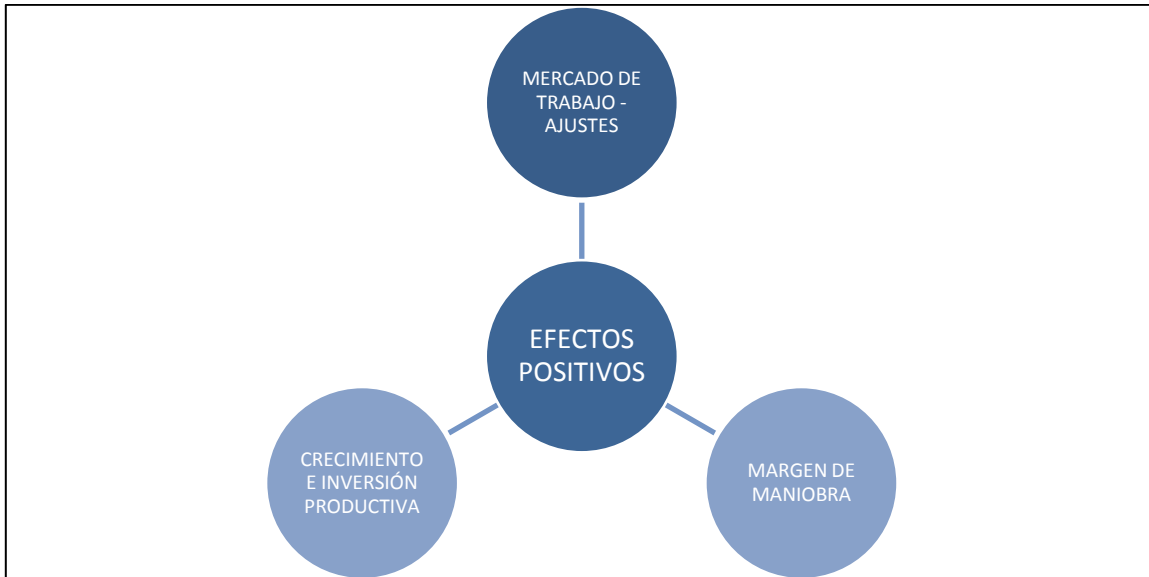 MERCADO DE
TRABAJO -
AJUSTES
EFECTOS
POSITIVOS
CRECIMIENTO
E INVERSIÓN
PRODUCTIVA
MARGEN DE
MANIOBRA